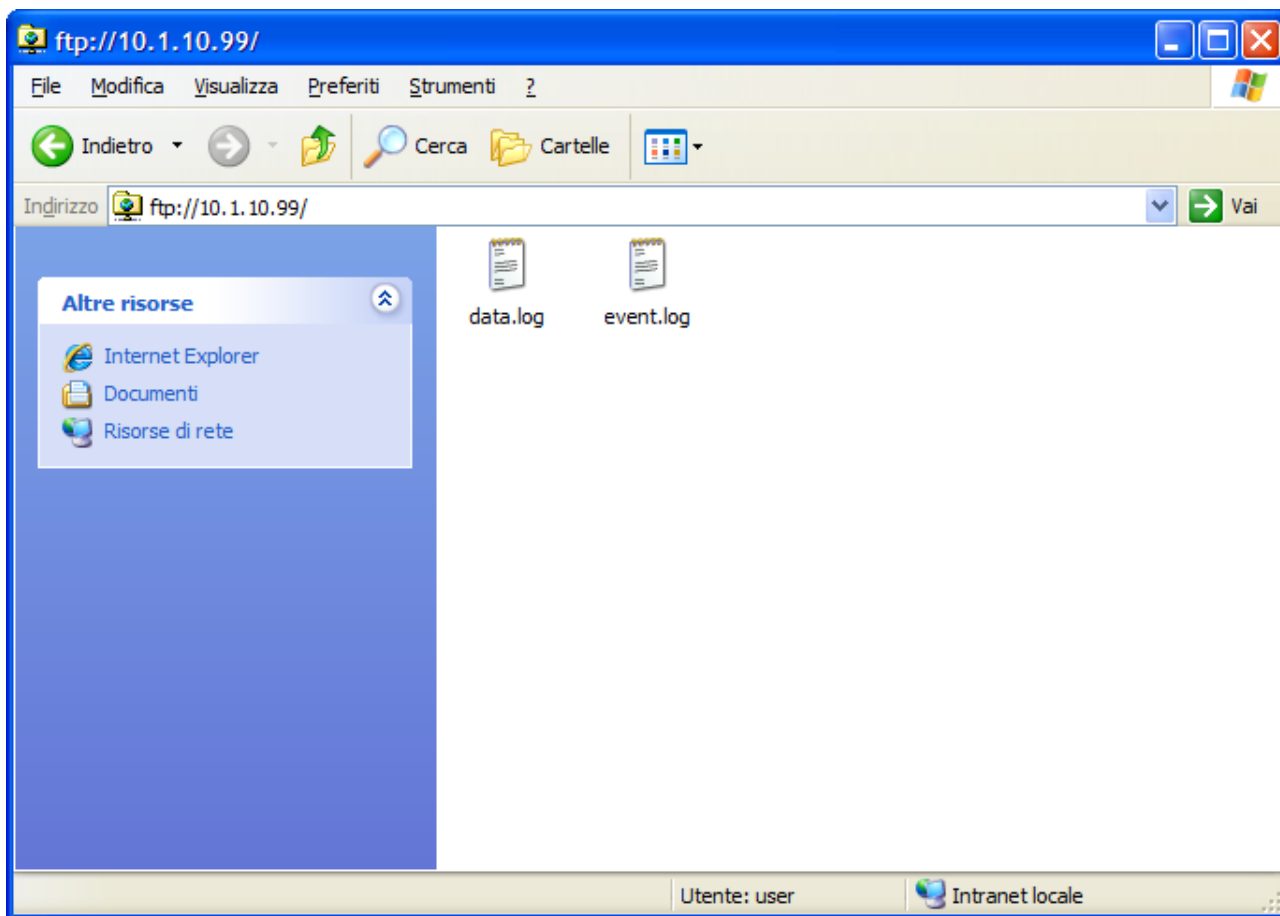 ftp://10.1.10.99/
File Modifica Visualizza Preferiti Strumenti ?
Indietro Cerca Cartelle
Indirizzo ftp://10.1.10.99/ Vai
Altre risorse
Internet Explorer
Documenti
Risorse di rete
data.log event.log
Utente: user Intranet locale